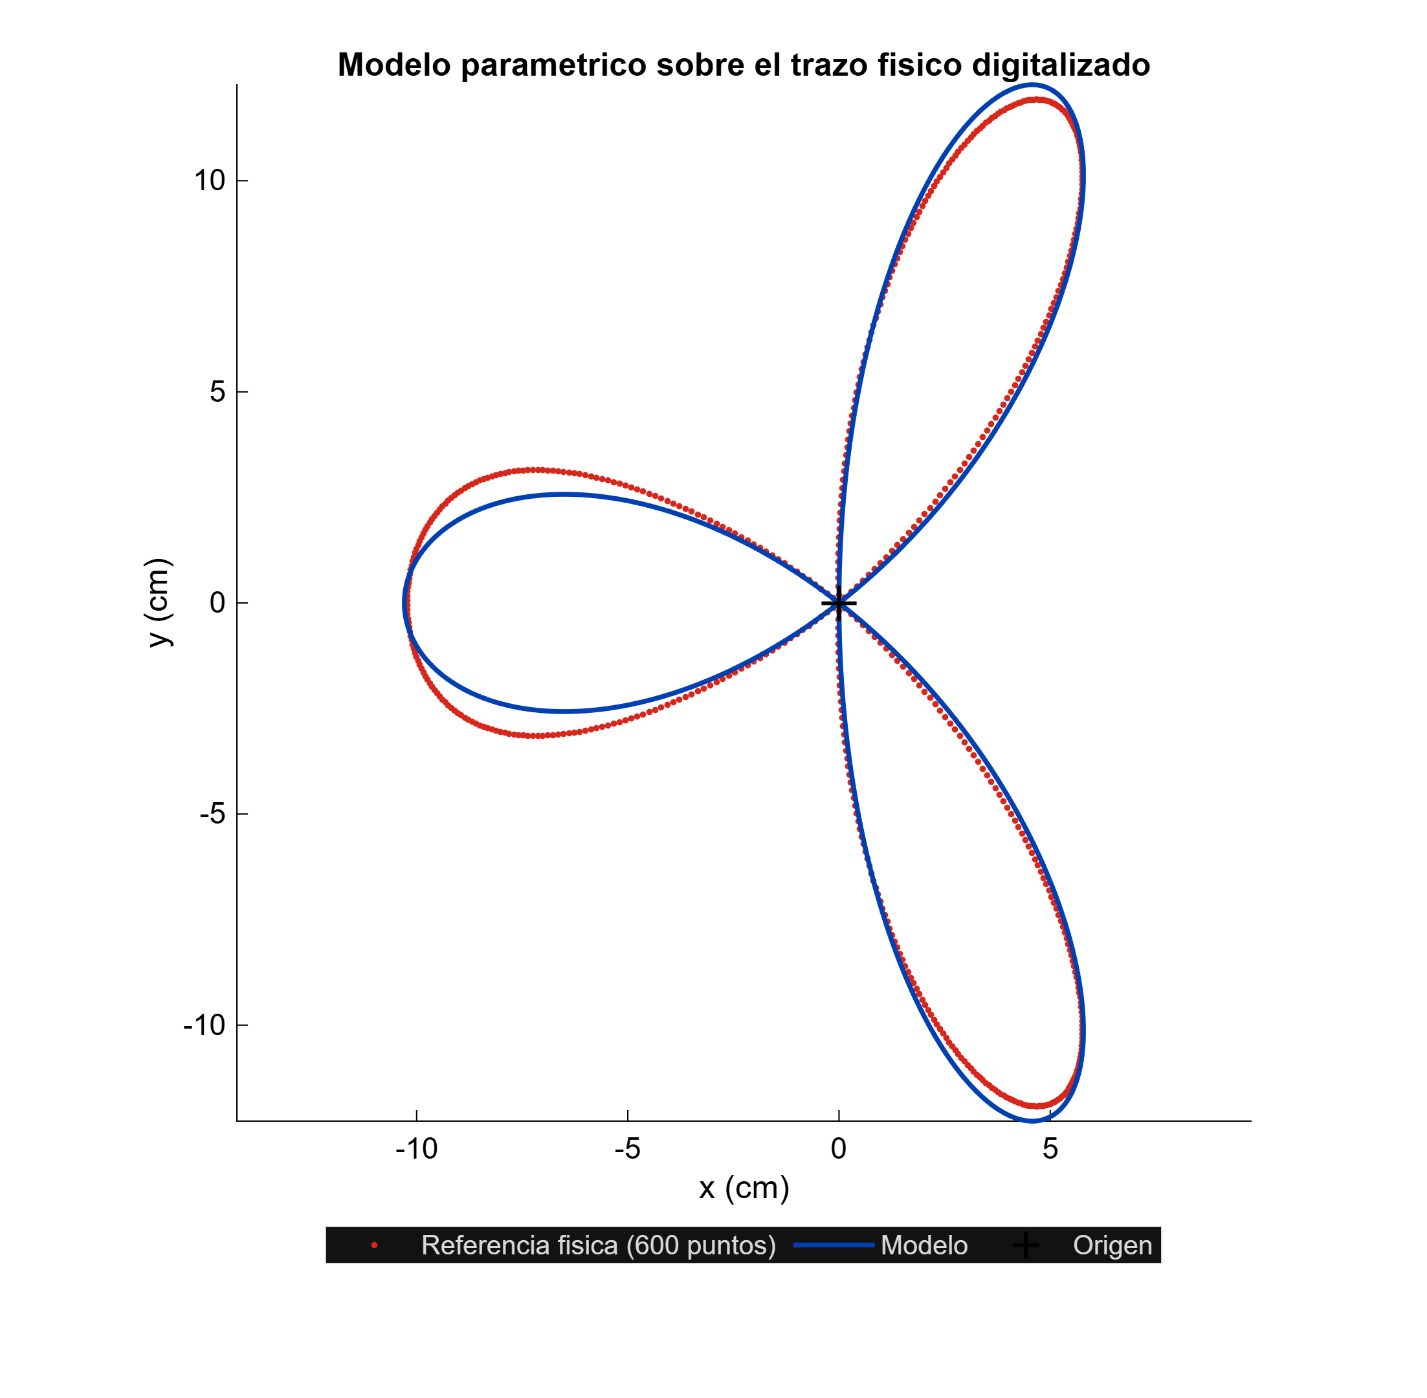 Modelo parametrico sobre el trazo fisico digitalizado
10
5
0
-5
-10
y (cm)
-10 -5 0 5
x (cm)
Referencia fisica (600 puntos) Modelo Origen